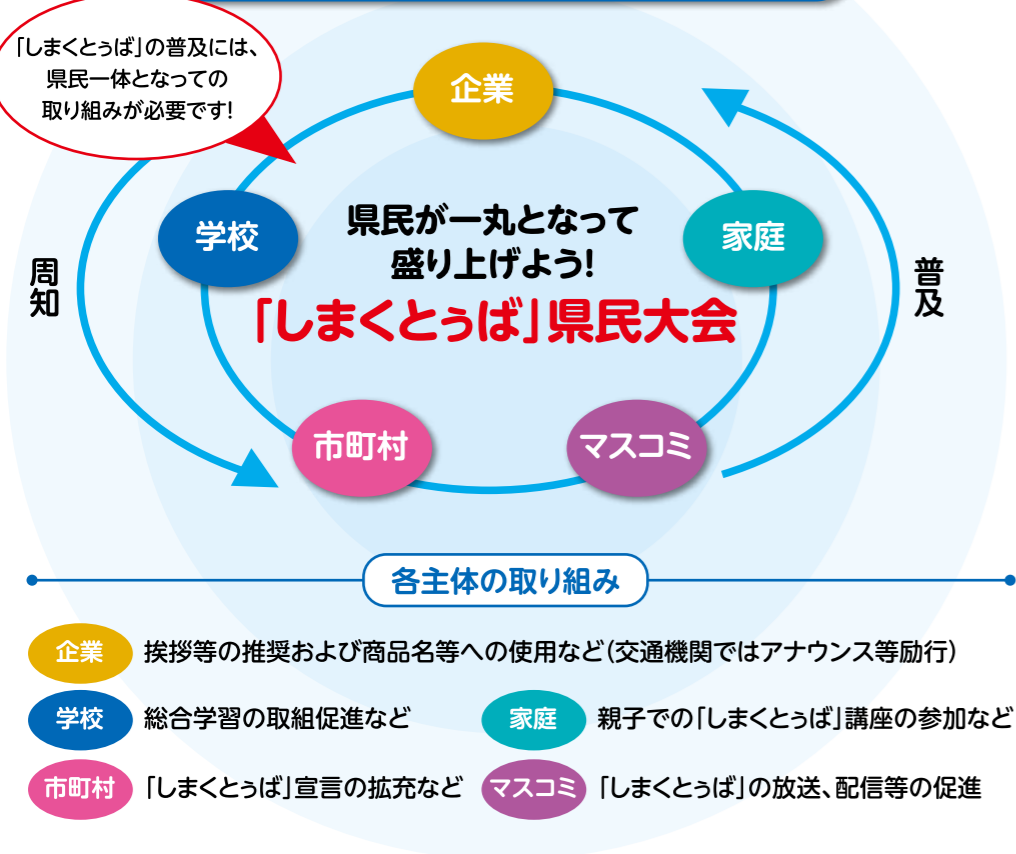 「しまくとぅば」の普及には、
県民一体となっての
取り組みが必要です!
企業
学校
家庭
県民が一丸となって
盛り上げよう!
「しまくとぅば」県民大会
周知
普及
市町村
マスコミ
各主体の取り組み
企業 挨拶等の推奨および商品名等への使用など(交通機関ではアナウンス等励行)
学校 総合学習の取組促進など
家庭 親子での「しまくとぅば」講座の参加など
市町村 「しまくとぅば」宣言の拡充など
マスコミ 「しまくとぅば」の放送、配信等の促進